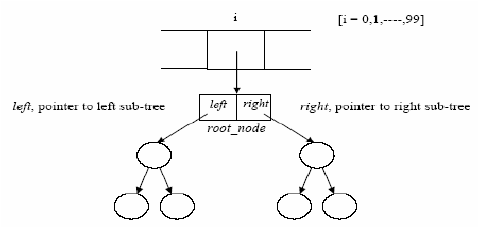 i [i = 0,1,----,99]
left, pointer to left sub-tree left right right, pointer to right sub-tree
root_node